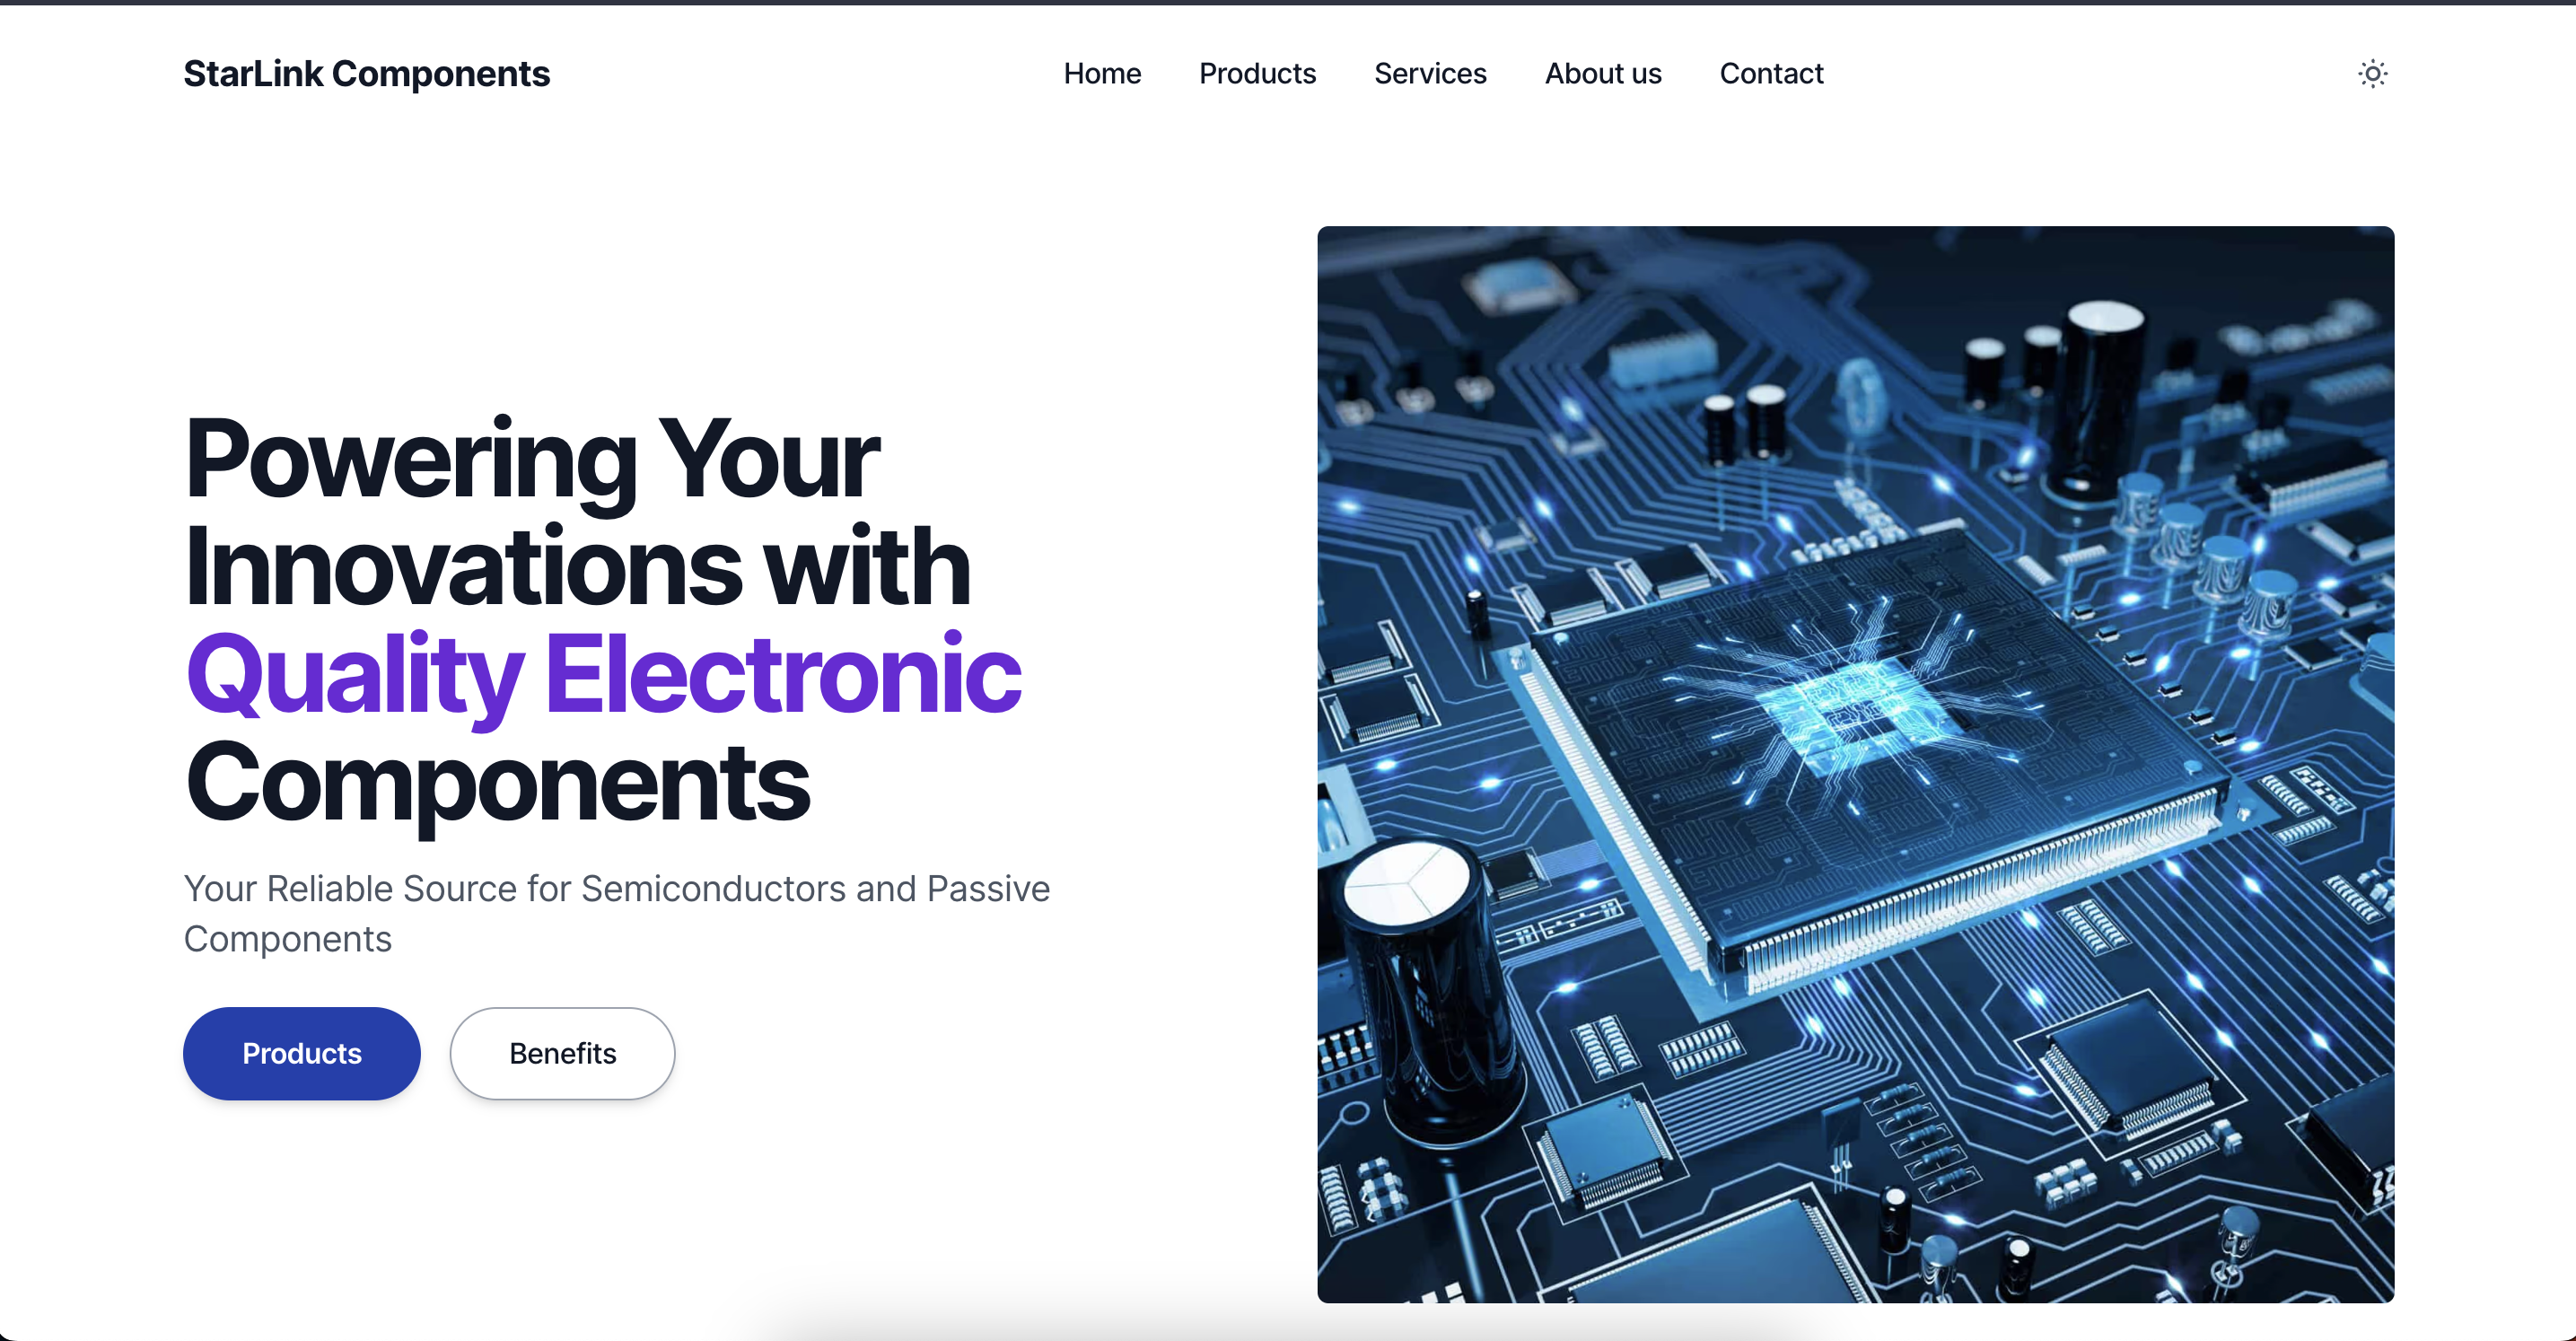 StarLink Components
Home Products Services About us Contact
Powering Your
Innovations with
Quality Electronic
Components
Your Reliable Source for Semiconductors and Passive
Components
Products Benefits